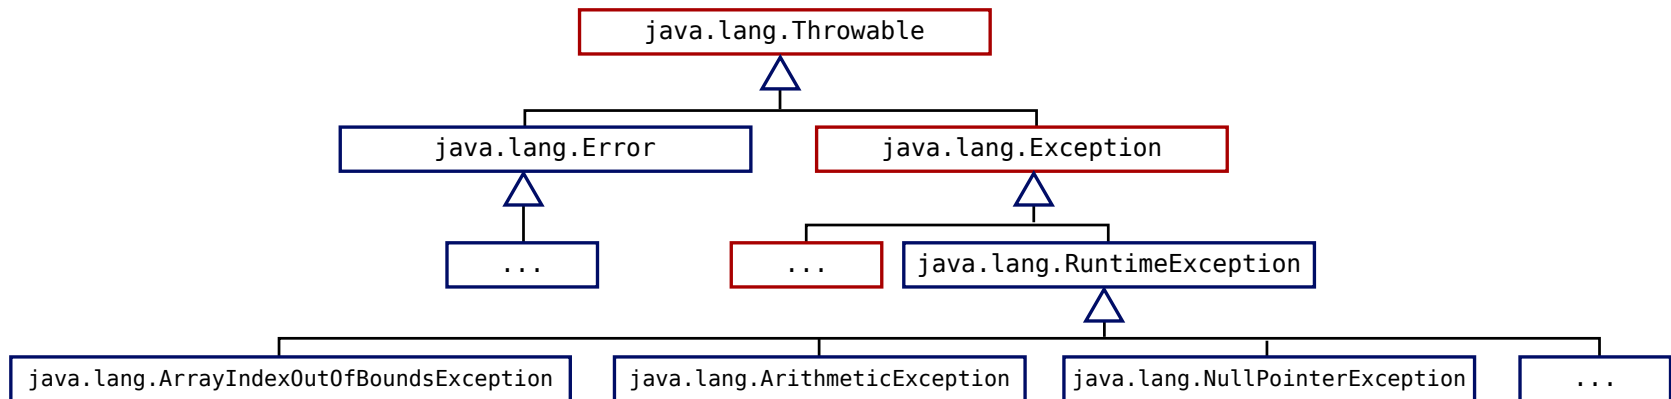 java.lang.Throwable
java.lang.Error
java.lang.Exception
...
...
java.lang.RuntimeException
java.lang.ArrayIndexOutOfBoundsException
java.lang.ArithmeticException
java.lang.NullPointerException
...